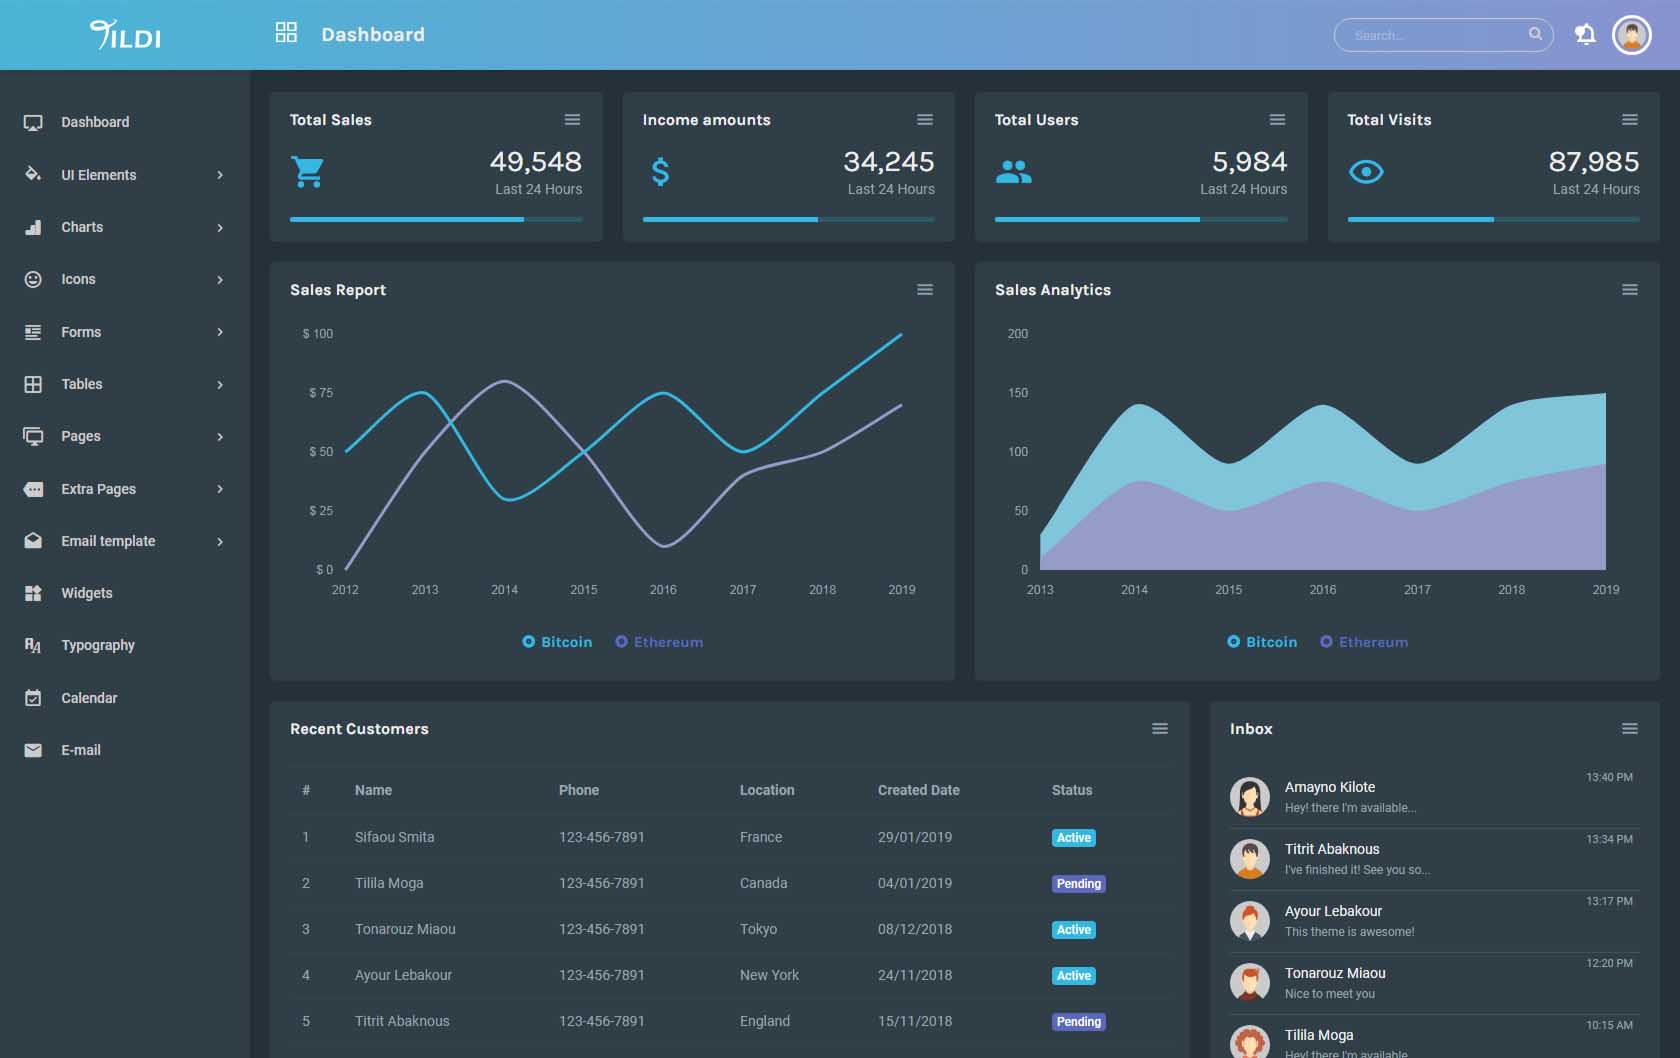 TILDI
Dashboard
Search...
Dashboard
UI Elements
Charts
Icons
Forms
Tables
Pages
Extra Pages
Email template
Widgets
Typography
Calendar
E-mail
Total Sales
49,548
Last 24 Hours
Income amounts
34,245
Last 24 Hours
Total Users
5,984
Last 24 Hours
Total Visits
87,985
Last 24 Hours
Sales Report
$ 100
$ 75
$ 50
$ 25
$ 0
2012 2013 2014 2015 2016 2017 2018 2019
Bitcoin Ethereum
Sales Analytics
200
150
100
50
0
2013 2014 2015 2016 2017 2018 2019
Bitcoin Ethereum
Recent Customers
# Name Phone Location Created Date Status
1 Sifaou Smita 123-456-7891 France 29/01/2019 Active
2 Tilila Moga 123-456-7891 Canada 04/01/2019 Pending
3 Tonarouz Miaou 123-456-7891 Tokyo 08/12/2018 Active
4 Ayour Lebakour 123-456-7891 New York 24/11/2018 Active
5 Titrit Abaknous 123-456-7891 England 15/11/2018 Pending
Inbox
13:40 PM
Amayno Kilote
Hey! there I'm available...
13:34 PM
Titrit Abaknous
I've finished it! See you so...
13:17 PM
Ayour Lebakour
This theme is awesome!
12:20 PM
Tonarouz Miaou
Nice to meet you
10:15 AM
Tilila Moga
Hey! there I'm available